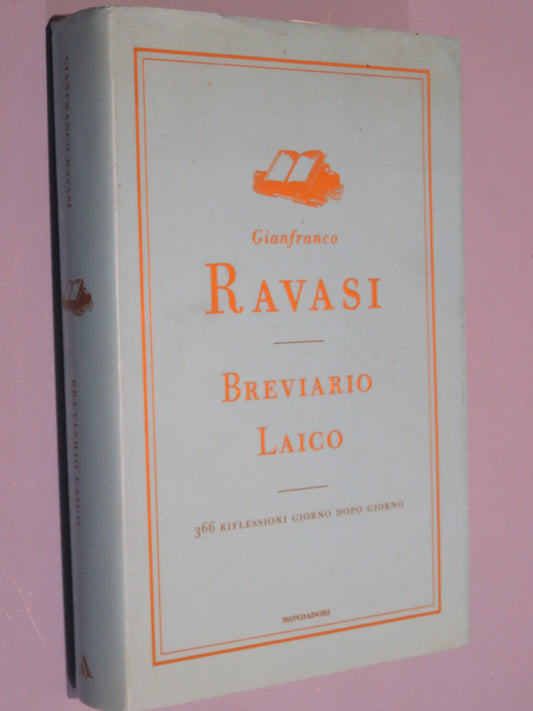 GIANFRANCO RAVASI
BREVIARIO LAICO
Gianfranco
RAVASI
BREVIARIO
LAICO
366 RIFLESSIONI GIORNO DOPO GIORNO
MONDADORI